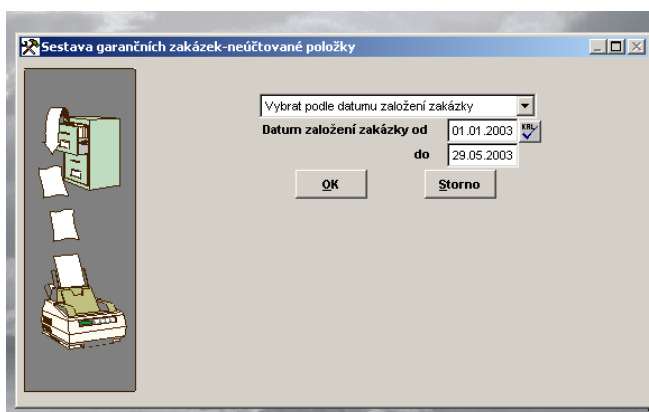 Sestava garančních zakázek-neúčtované položky
Vybrat podle datumu založení zakázky
Datum založení zakázky od 01.01.2003 KAL
do 29.05.2003
OK Storno